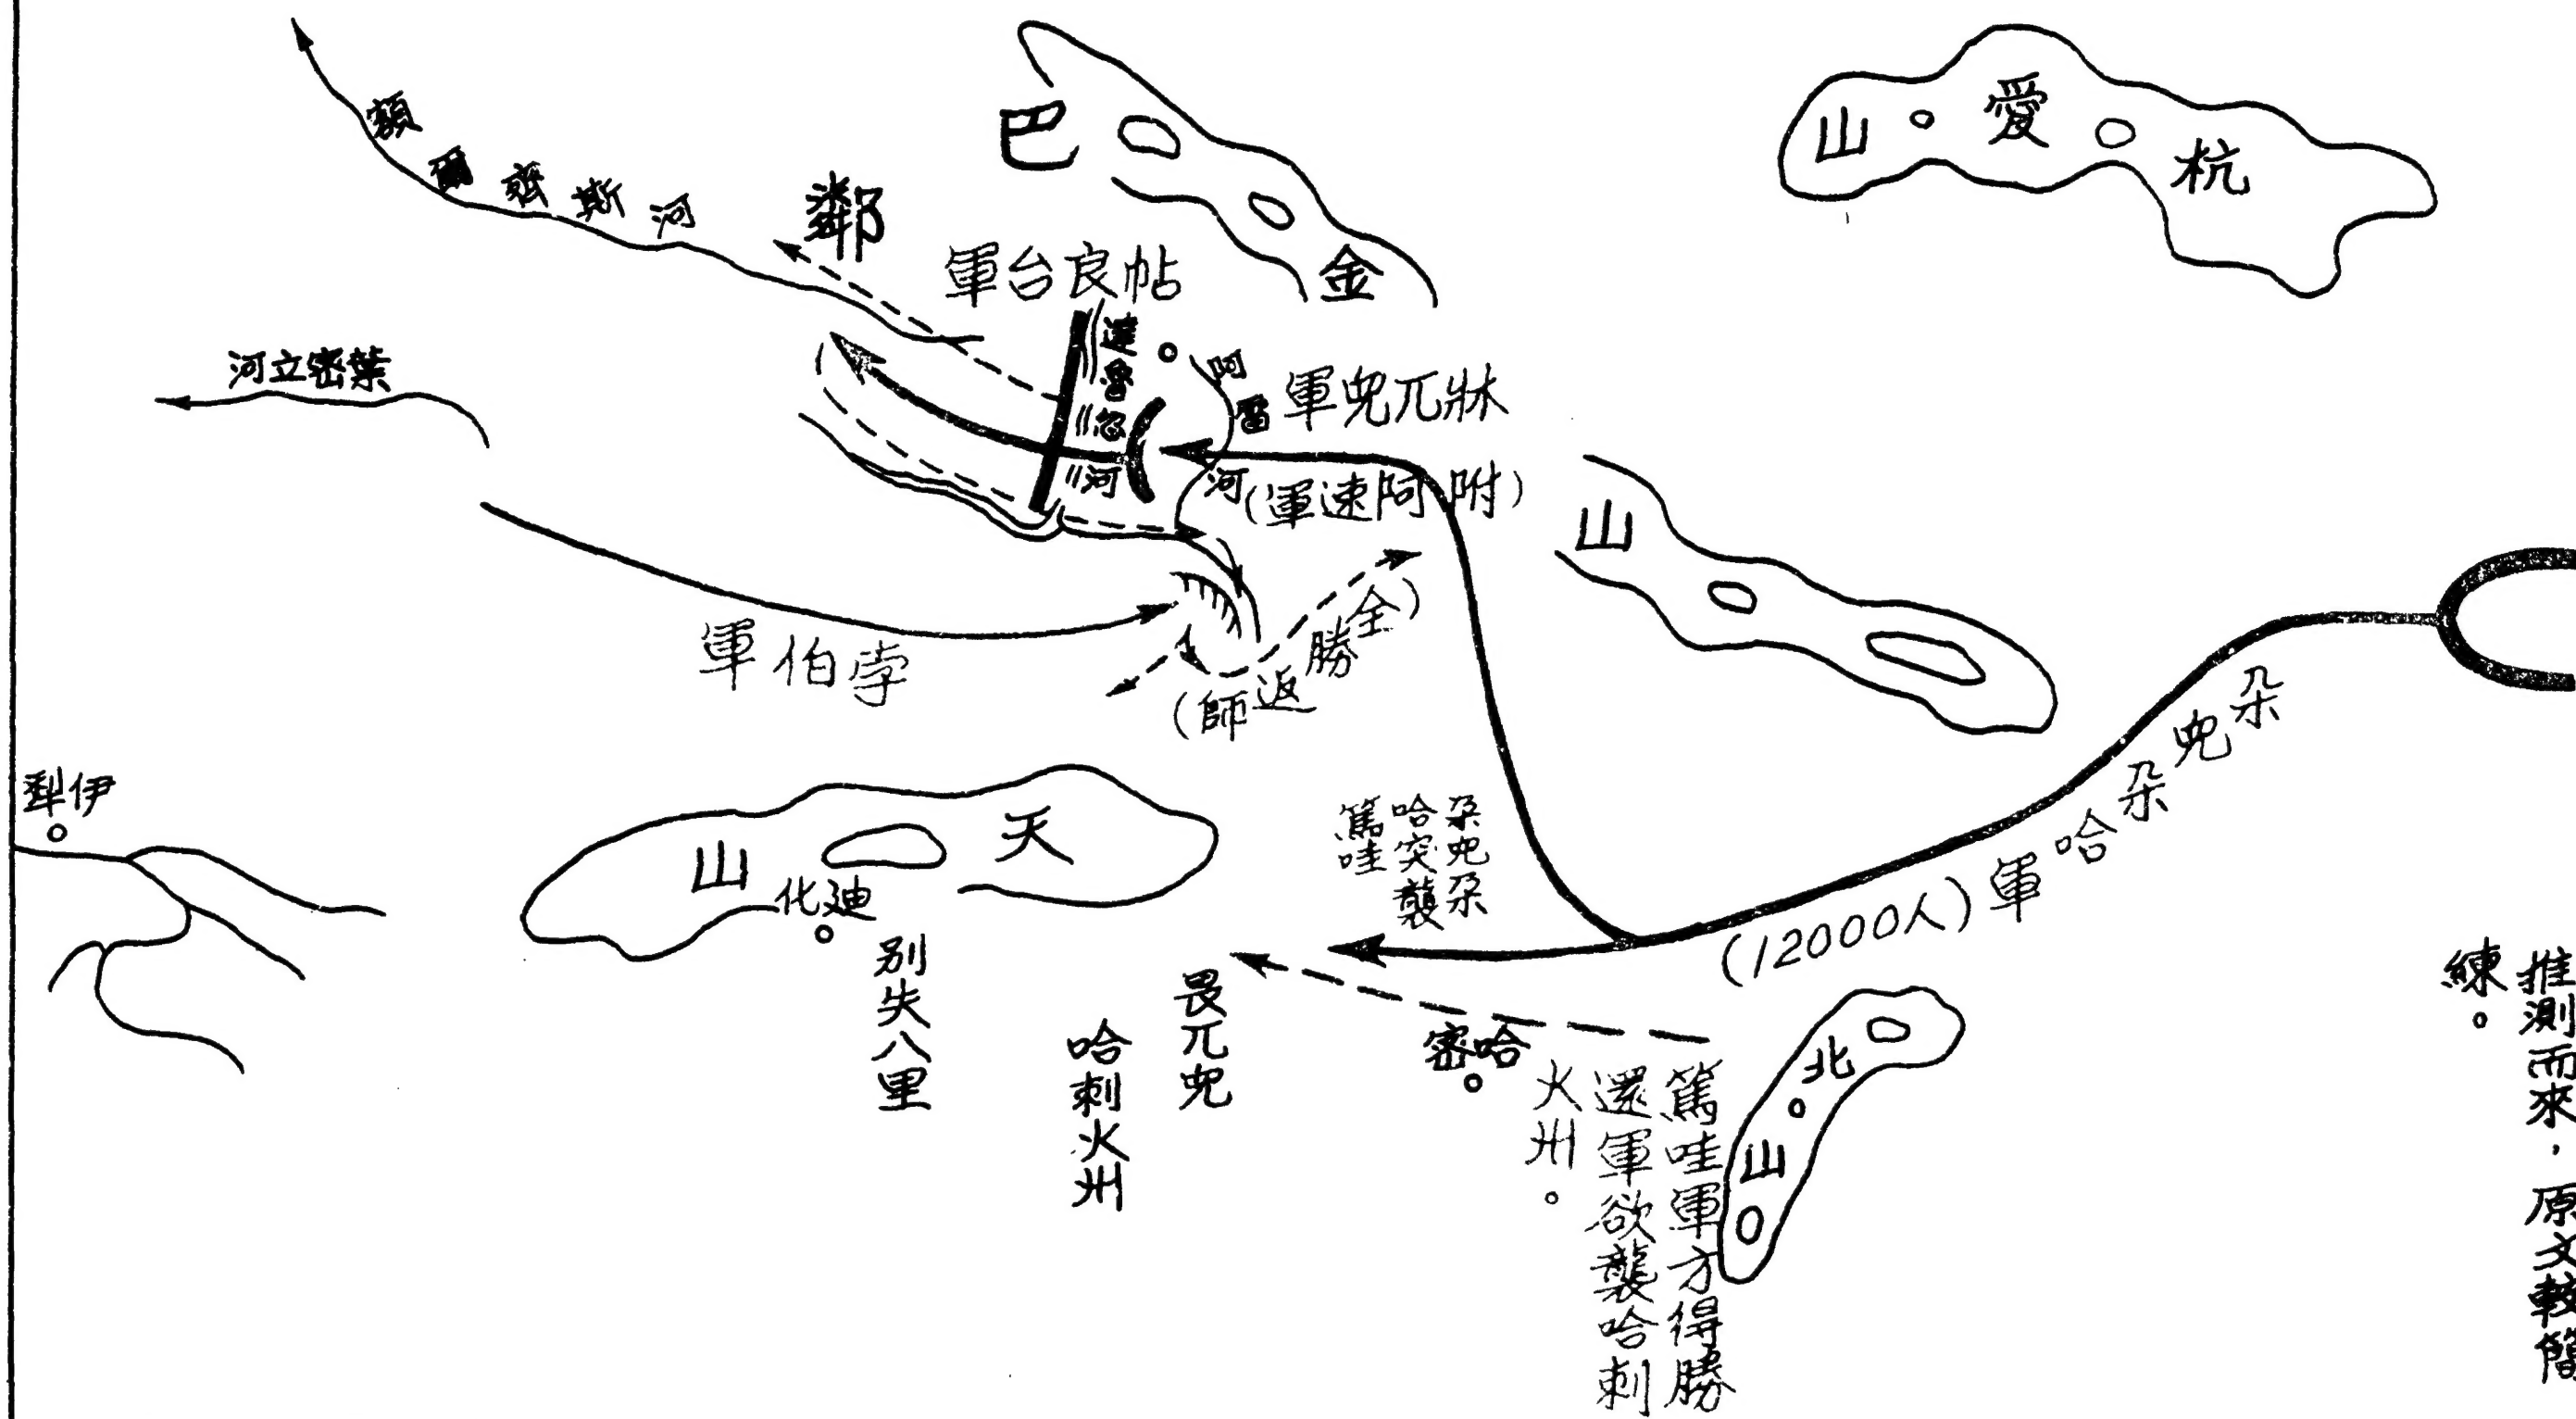 杭愛山
金山
巴鄰
額爾齊斯河
葉密立河
帖良台軍
達魯忽河
阿雷河
牀兀兒軍
(附阿速軍)
孛伯軍
(全勝返師
朵兒朵哈軍(12000人)
朵兒朵
哈突襲
篤哇
伊犁
天山
迪化
別失八里
畏兀兒
哈剌火州
哈密
北山
篤哇軍方得勝
還軍欲襲哈剌
火州。
推測而來，原文較簡
練。